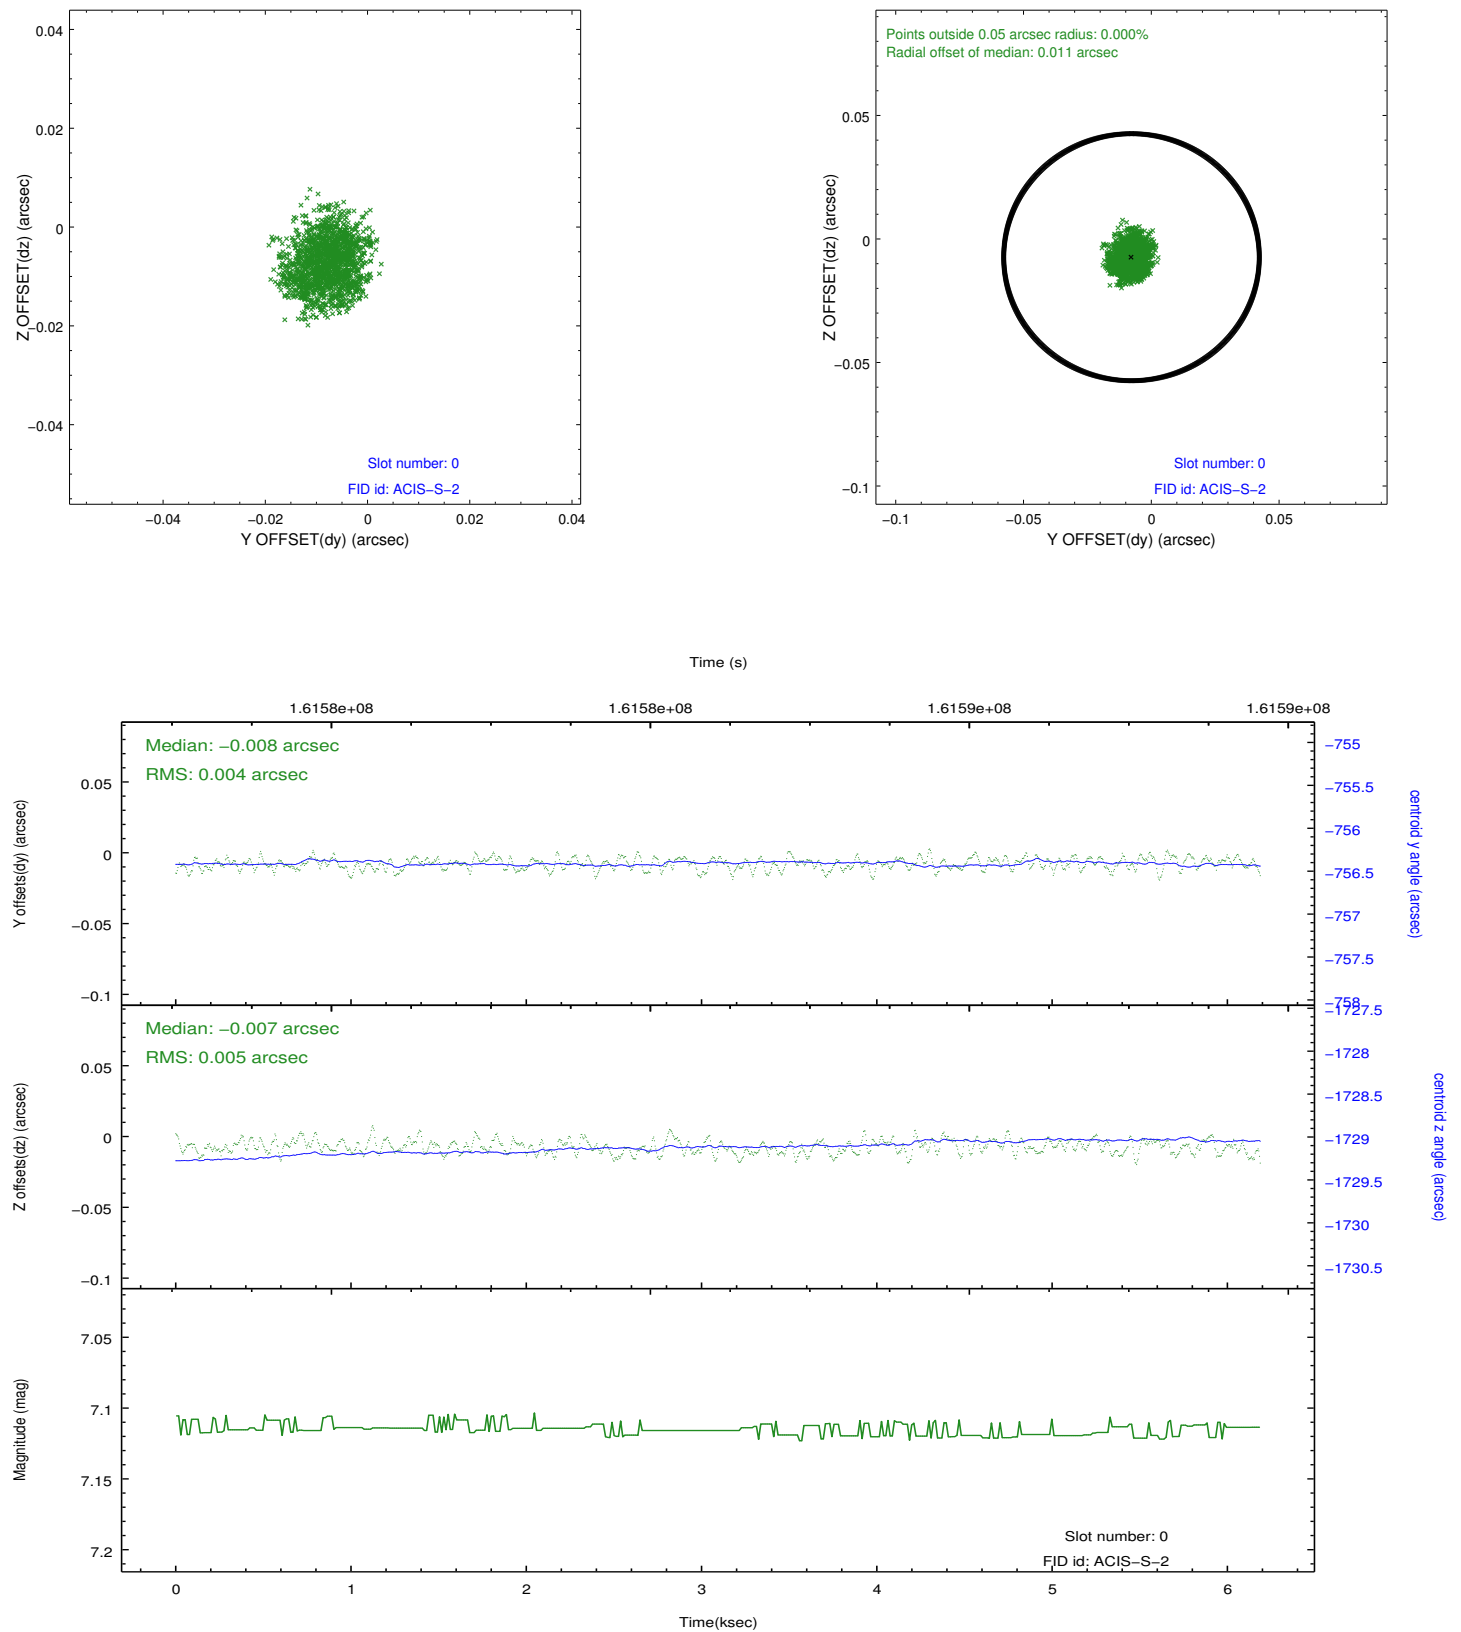 0.04
0.02
0
−0.02
−0.04
Z OFFSET(dz) (arcsec)
Slot number: 0
FID id: ACIS−S−2
−0.04
−0.02
0
0.02
0.04
Y OFFSET(dy) (arcsec)
Points outside 0.05 arcsec radius: 0.000%
Radial offset of median: 0.011 arcsec
0.05
0
−0.05
−0.1
Z OFFSET(dz) (arcsec)
Slot number: 0
FID id: ACIS−S−2
−0.1
−0.05
0
0.05
Y OFFSET(dy) (arcsec)
Time (s)
1.6158e+08
1.6158e+08
1.6159e+08
1.6159e+08
Median: −0.008 arcsec
RMS: 0.004 arcsec
0.05
0
−0.05
−0.1
Y offsets(dy) (arcsec)
−755
−755.5
−756
−756.5
−757
−757.5
−758
centroid y angle (arcsec)
Median: −0.007 arcsec
RMS: 0.005 arcsec
0.05
0
−0.05
−0.1
Z offsets(dz) (arcsec)
−1727.5
−1728
−1728.5
−1729
−1729.5
−1730
−1730.5
centroid z angle (arcsec)
7.05
7.1
7.15
7.2
Magnitude (mag)
Slot number: 0
FID id: ACIS−S−2
0
1
2
3
4
5
6
Time(ksec)